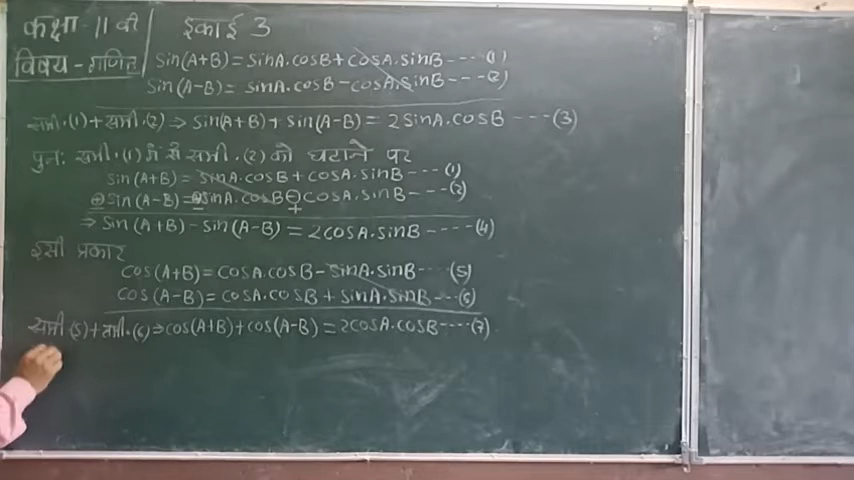 कक्षा - 11 वी
इकाई 3
विषय - गणित
sin(A+B) = sinA.cosB + cosA.sinB ---- (1)
sin(A-B) = sinA.cosB - cosA.sinB ---- (2)
समी.(1) + समी.(2) ⇒ sin(A+B) + sin(A-B) = 2sinA.cosB ---- (3)
पुनः समी.(1) में से समी.(2) को घटाने पर
sin(A+B) = sinA.cosB + cosA.sinB ---- (1)
⊕sin(A-B) = ⊕sinA.cosB ⊖ cosA.sinB ---- (2)
- - +
⇒ sin(A+B) - sin(A-B) = 2cosA.sinB ---- (4)
इसी प्रकार
cos(A+B) = cosA.cosB - sinA.sinB ---- (5)
cos(A-B) = cosA.cosB + sinA.sinB ---- (6)
समी.(5) + समी.(6) ⇒ cos(A+B) + cos(A-B) = 2cosA.cosB ---- (7)